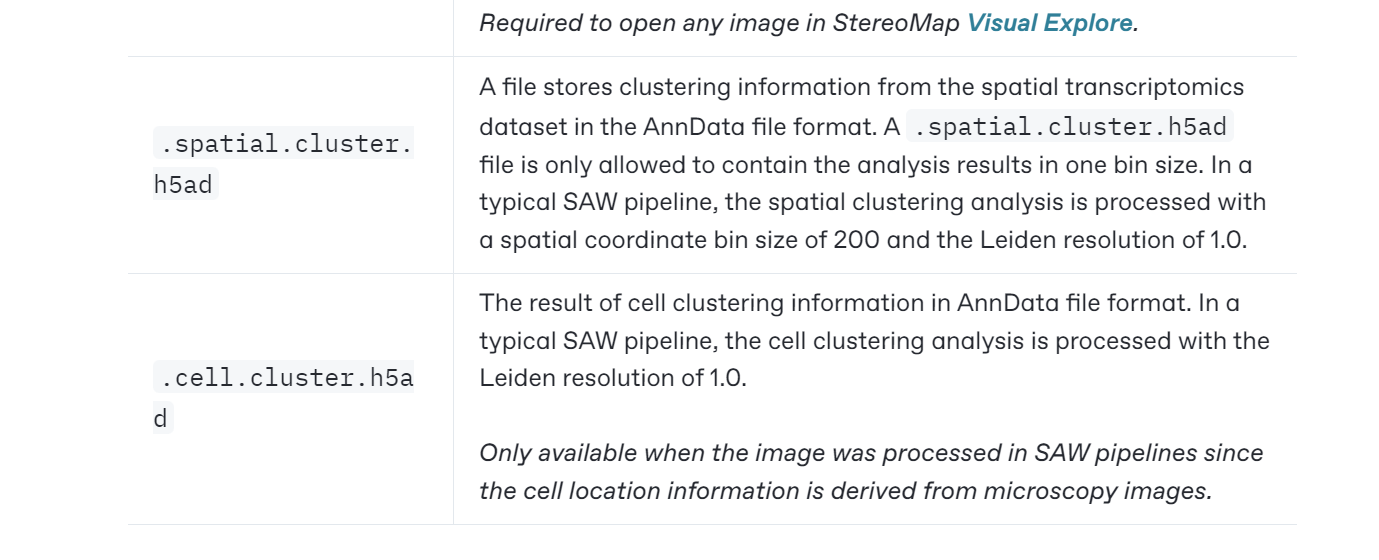 Required to open any image in StereoMap Visual Explore.
.spatial.cluster.
h5ad
A file stores clustering information from the spatial transcriptomics
dataset in the AnnData file format. A .spatial.cluster.h5ad
file is only allowed to contain the analysis results in one bin size. In a
typical SAW pipeline, the spatial clustering analysis is processed with
a spatial coordinate bin size of 200 and the Leiden resolution of 1.0.
.cell.cluster.h5a
d
The result of cell clustering information in AnnData file format. In a
typical SAW pipeline, the cell clustering analysis is processed with the
Leiden resolution of 1.0.
Only available when the image was processed in SAW pipelines since
the cell location information is derived from microscopy images.